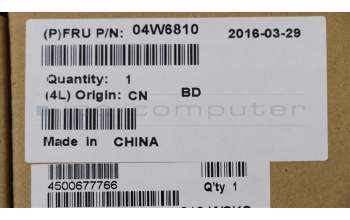 (P)FRU P/N: 04W6810 2016-03-29
Quantity: 1
(4L) Origin: CN BD
computer
Made in CHINA
4500677766 Q'ty 1